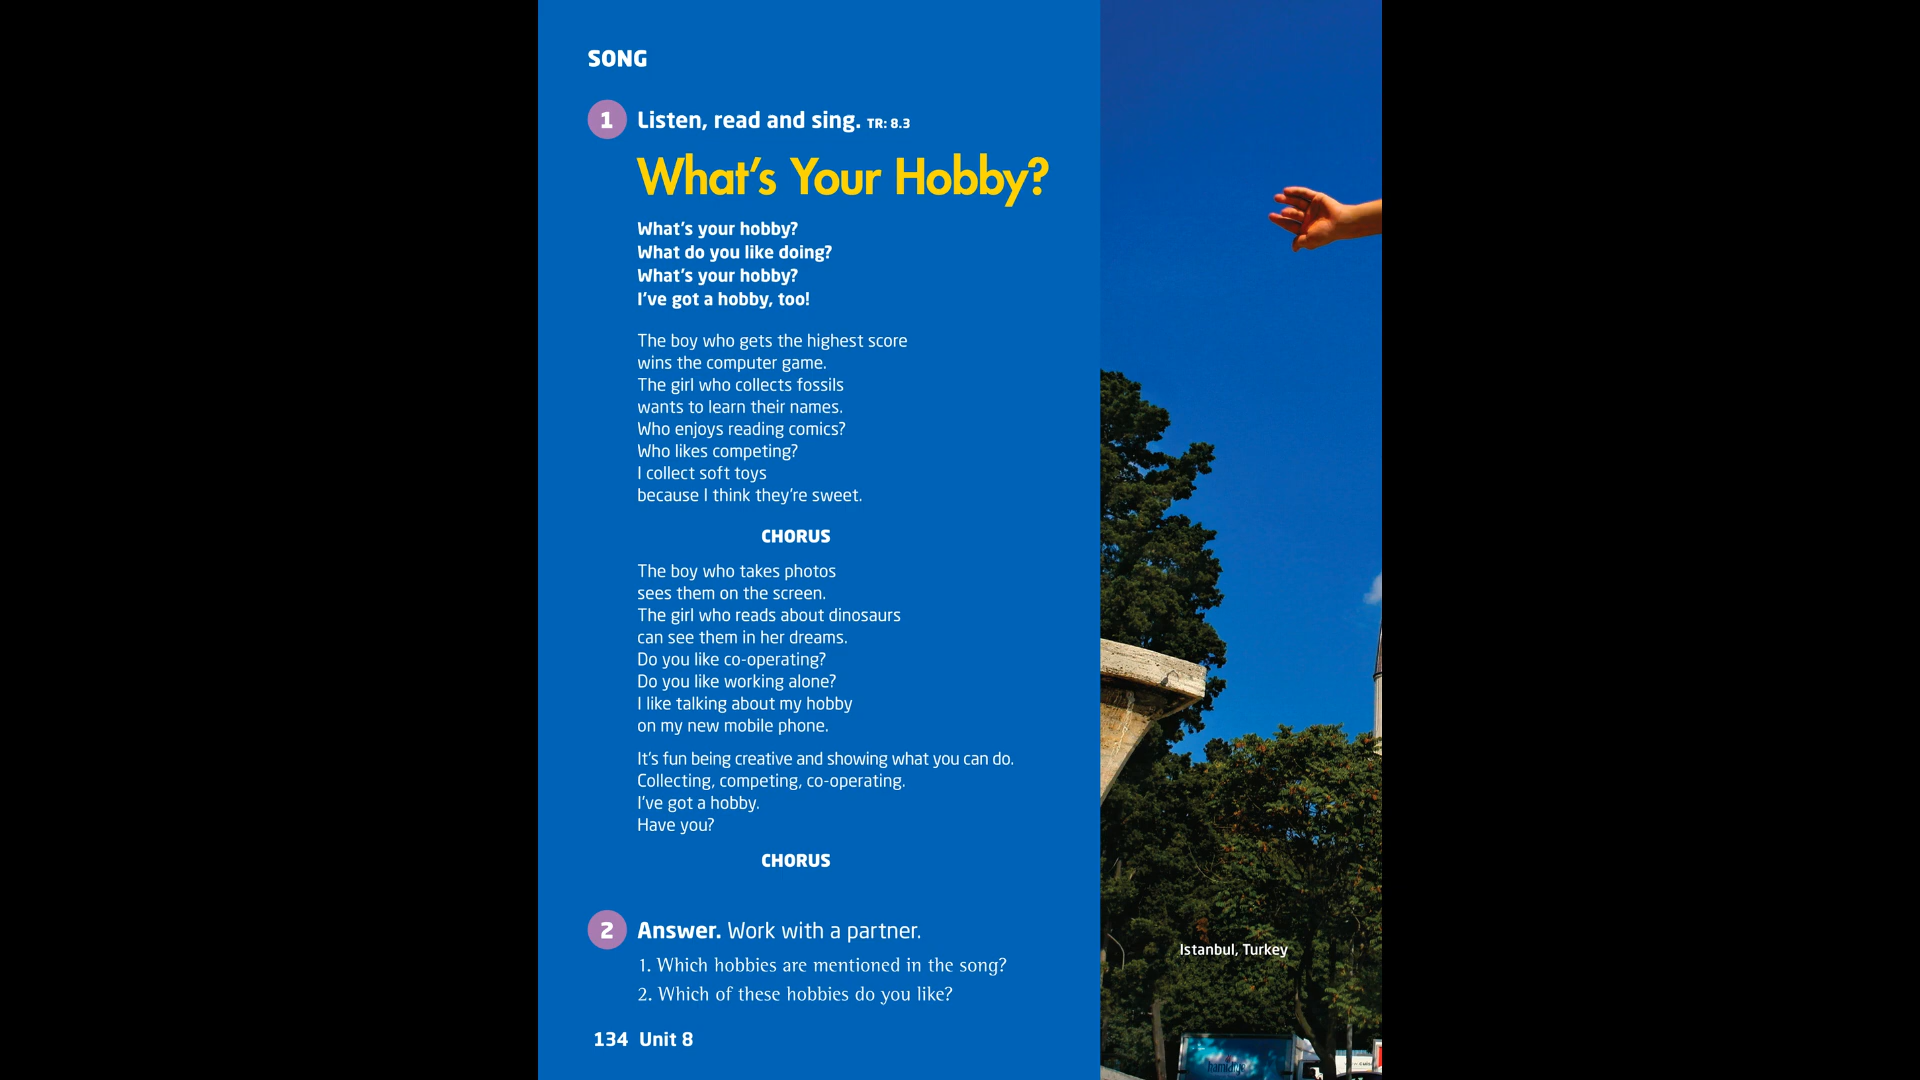 SONG
1 Listen, read and sing. TR: 8.3
What's Your Hobby?
What's your hobby?
What do you like doing?
What's your hobby?
I've got a hobby, too!
The boy who gets the highest score
wins the computer game.
The girl who collects fossils
wants to learn their names.
Who enjoys reading comics?
Who likes competing?
I collect soft toys
because I think they're sweet.
CHORUS
The boy who takes photos
sees them on the screen.
The girl who reads about dinosaurs
can see them in her dreams.
Do you like co-operating?
Do you like working alone?
I like talking about my hobby
on my new mobile phone.
It's fun being creative and showing what you can do.
Collecting, competing, co-operating.
I've got a hobby.
Have you?
CHORUS
2 Answer. Work with a partner.
1. Which hobbies are mentioned in the song?
2. Which of these hobbies do you like?
134 Unit 8
Istanbul, Turkey